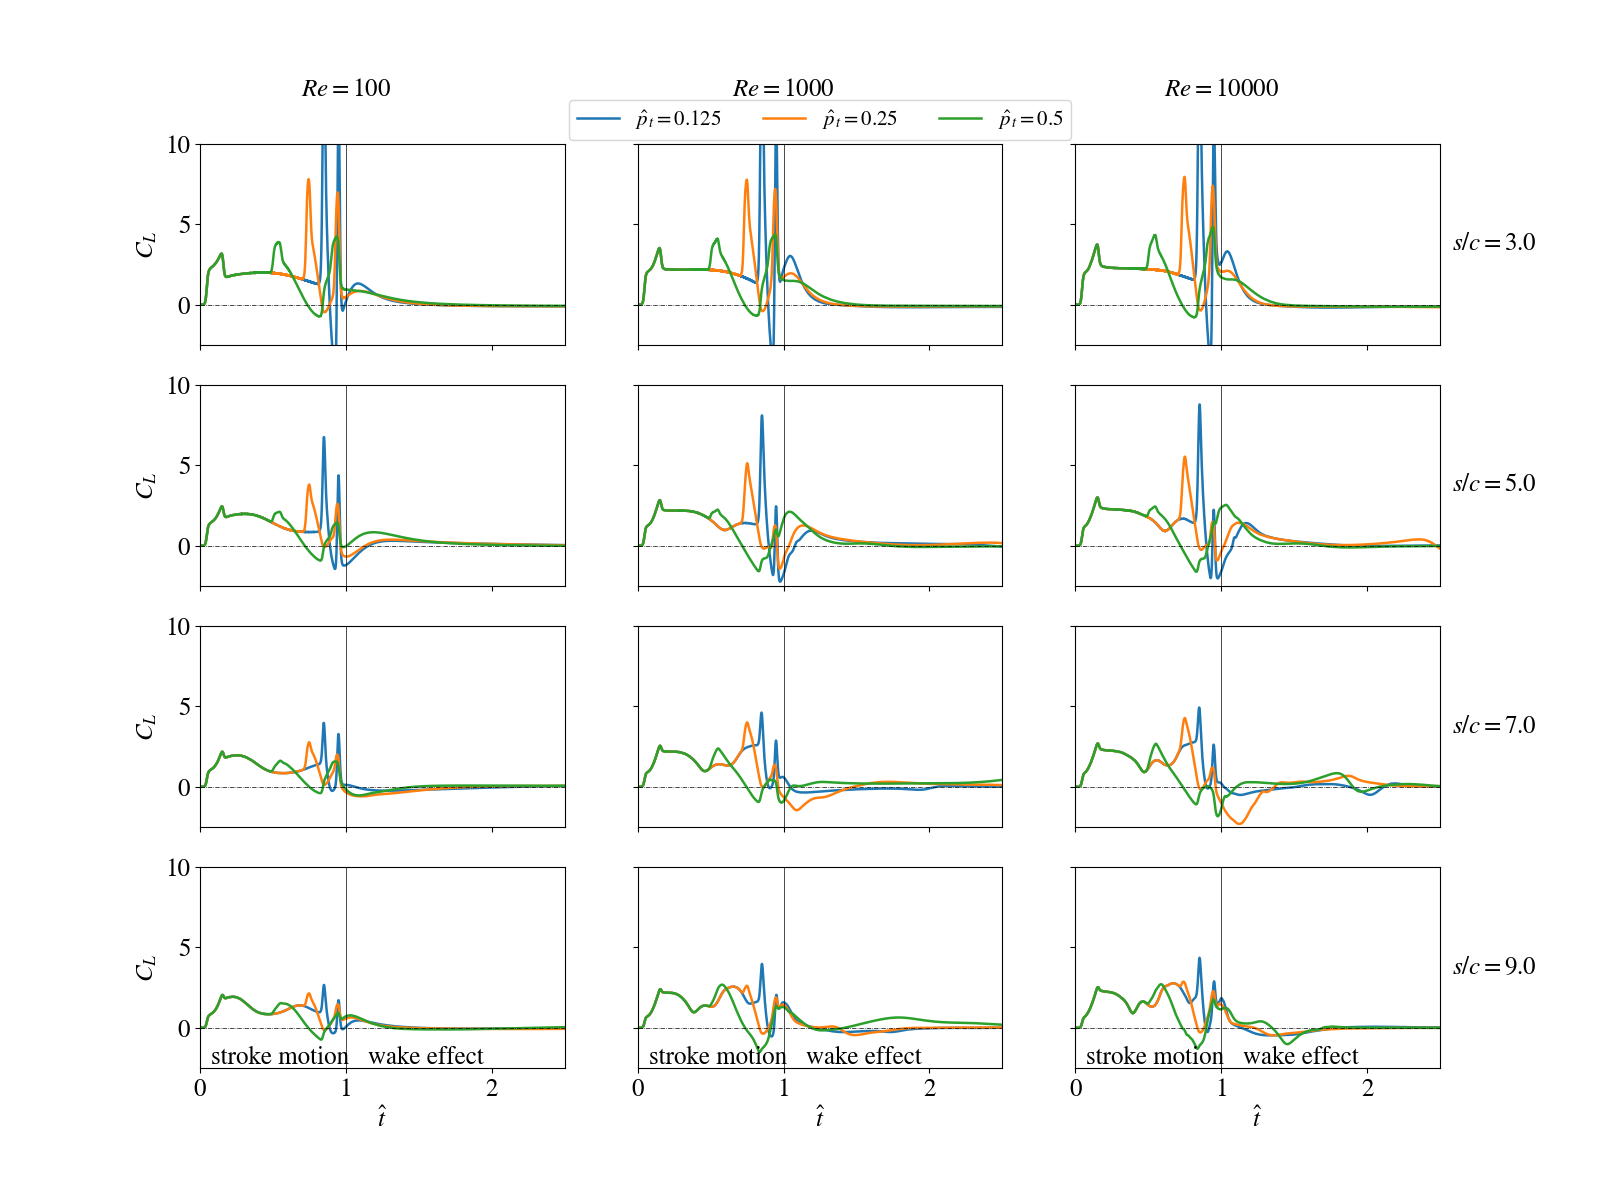 Re = 100
Re = 1000
Re = 10000
p̂ₜ = 0.125
p̂ₜ = 0.25
p̂ₜ = 0.5
10
5
0
C_L
s/c = 3.0
10
5
0
C_L
s/c = 5.0
10
5
0
C_L
s/c = 7.0
10
5
0
C_L
s/c = 9.0
stroke motion wake effect
stroke motion wake effect
stroke motion wake effect
0 1 2
0 1 2
0 1 2
t̂
t̂
t̂